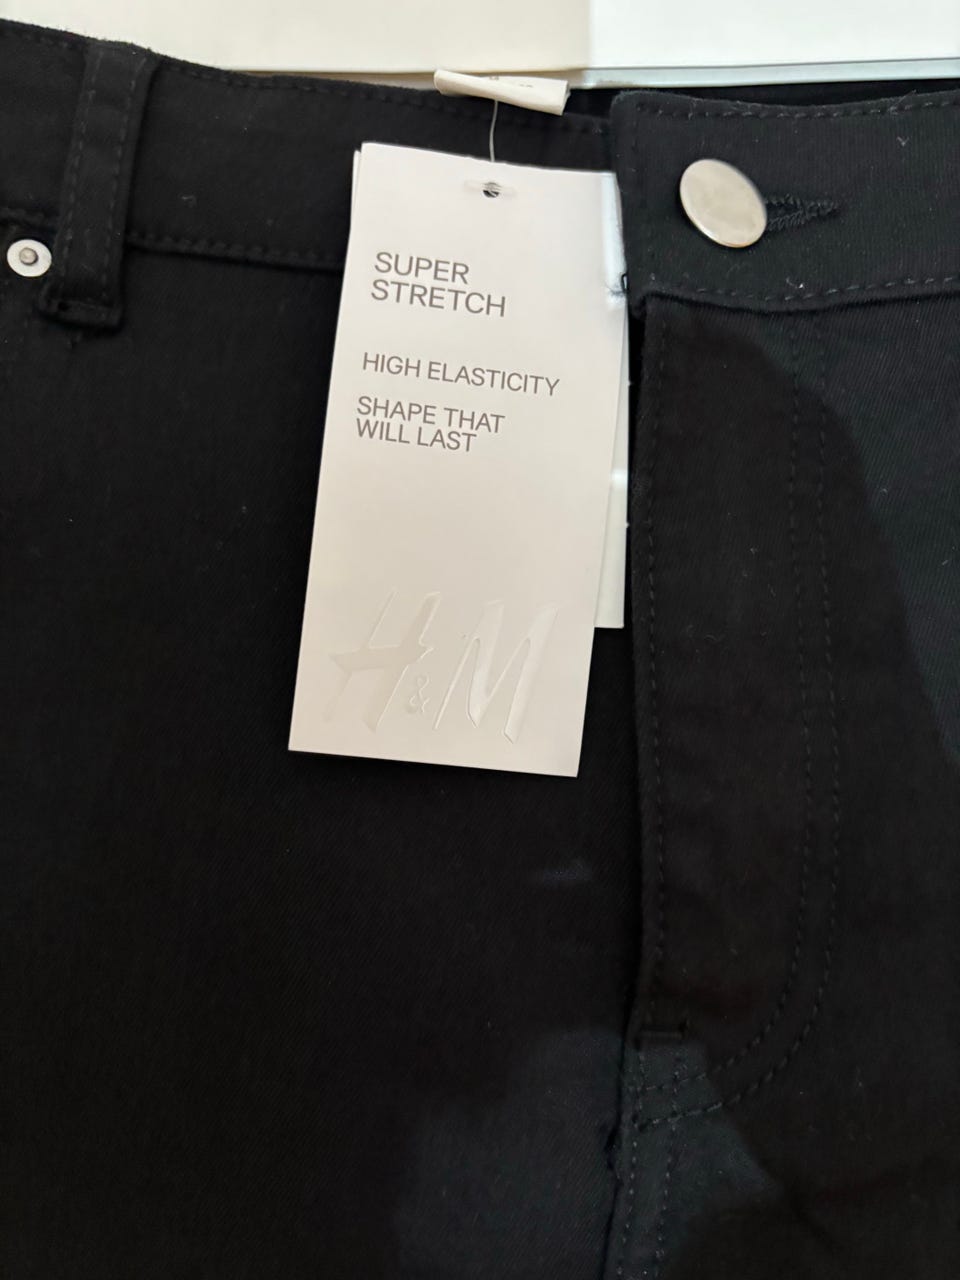 SUPER
STRETCH
HIGH ELASTICITY
SHAPE THAT
WILL LAST
H&M